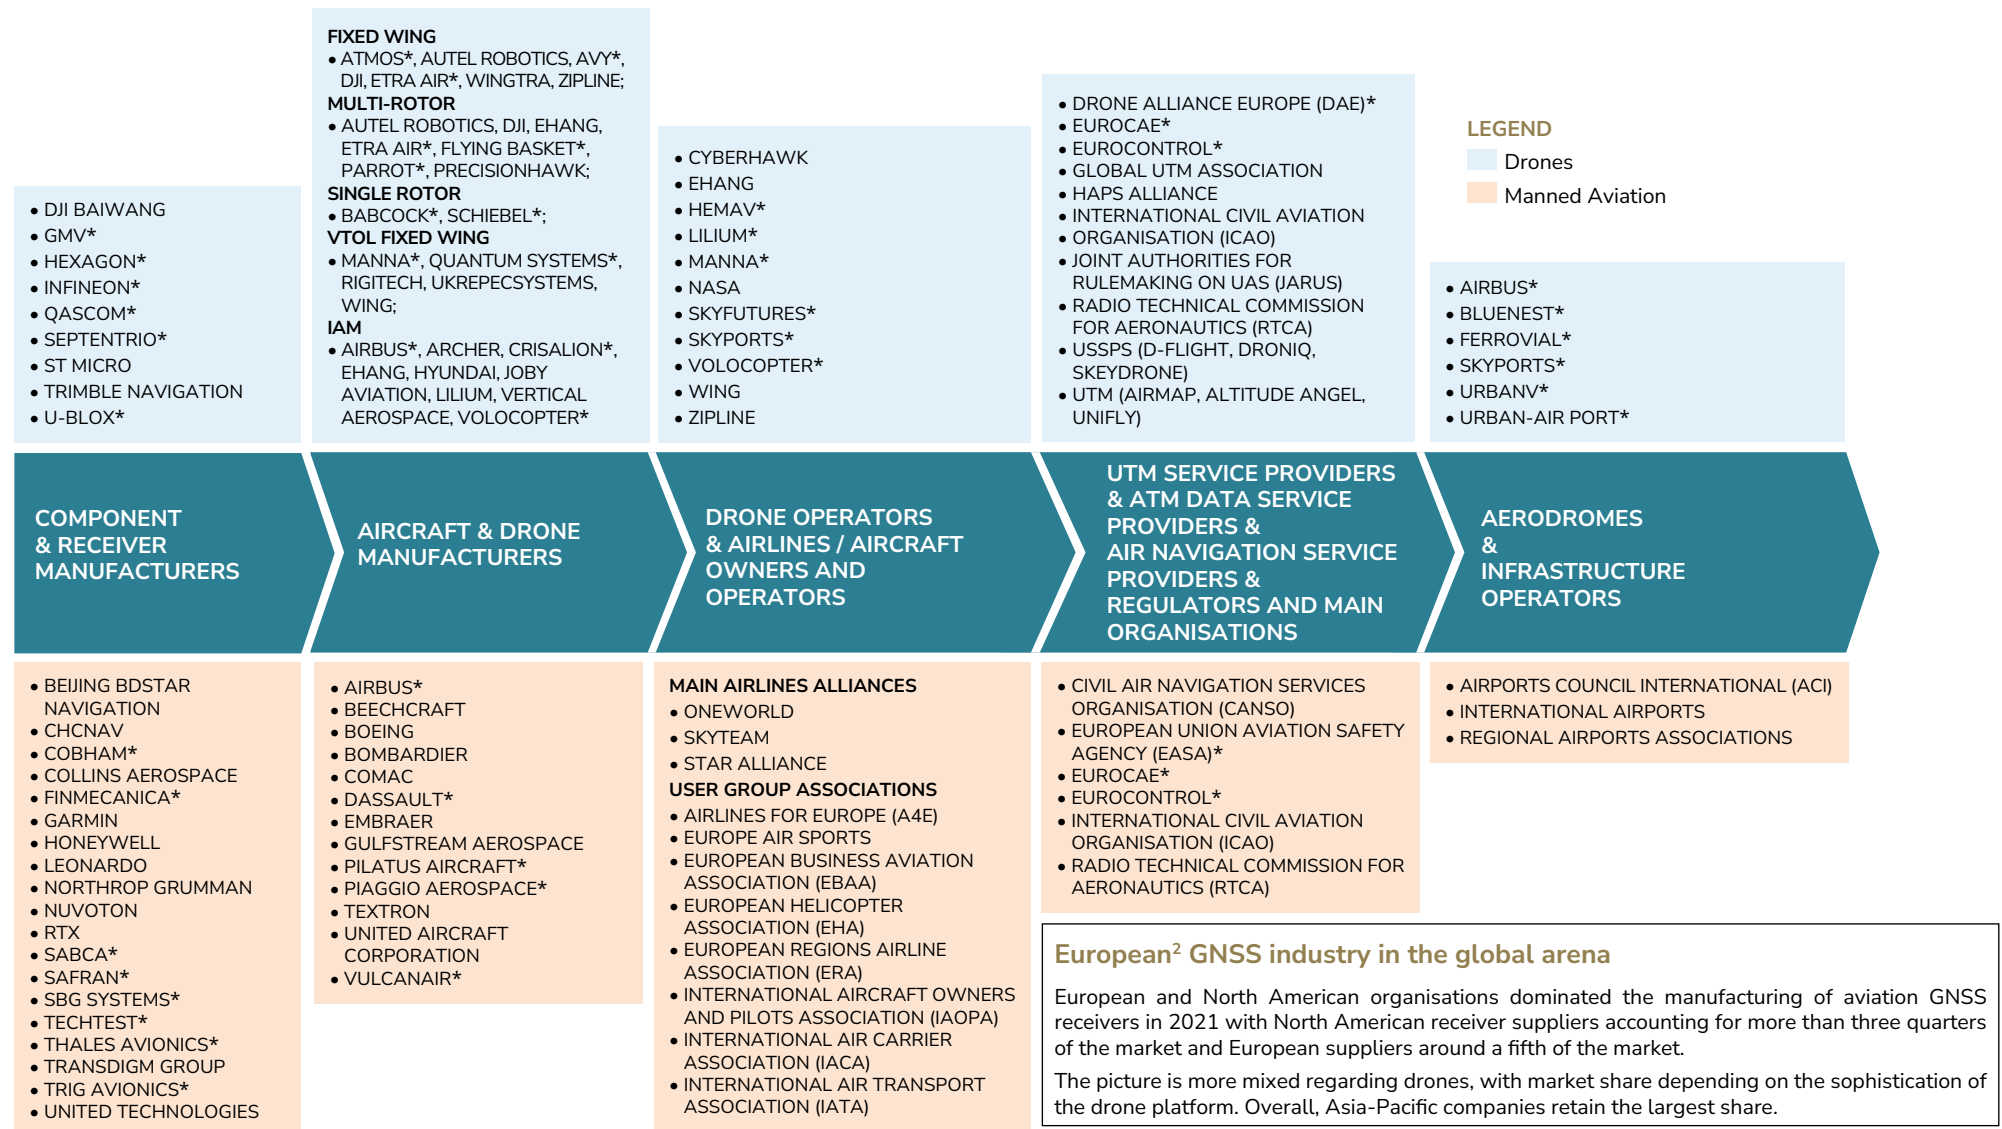 FIXED WING
• ATMOS*, AUTEL ROBOTICS, AVY*,
DJI, ETRA AIR*, WINGTRA, ZIPLINE;
MULTI-ROTOR
• AUTEL ROBOTICS, DJI, EHANG,
ETRA AIR*, FLYING BASKET*,
PARROT*, PRECISIONHAWK;
SINGLE ROTOR
• BABCOCK*, SCHIEBEL*;
VTOL FIXED WING
• MANNA*, QUANTUM SYSTEMS*,
RIGITECH, UKREPECSYSTEMS,
WING;
IAM
• AIRBUS*, ARCHER, CRISALION*,
EHANG, HYUNDAI, JOBY
AVIATION, LILIUM, VERTICAL
AEROSPACE, VOLOCOPTER*
• DJI BAIWANG
• GMV*
• HEXAGON*
• INFINEON*
• QASCOM*
• SEPTENTRIO*
• ST MICRO
• TRIMBLE NAVIGATION
• U-BLOX*
• CYBERHAWK
• EHANG
• HEMAV*
• LILIUM*
• MANNA*
• NASA
• SKYFUTURES*
• SKYPORTS*
• VOLOCOPTER*
• WING
• ZIPLINE
• DRONE ALLIANCE EUROPE (DAE)*
• EUROCAE*
• EUROCONTROL*
• GLOBAL UTM ASSOCIATION
• HAPS ALLIANCE
• INTERNATIONAL CIVIL AVIATION
• ORGANISATION (ICAO)
• JOINT AUTHORITIES FOR
RULEMAKING ON UAS (JARUS)
• RADIO TECHNICAL COMMISSION
FOR AERONAUTICS (RTCA)
• USSPS (D-FLIGHT, DRONIQ,
SKEYDRONE)
• UTM (AIRMAP, ALTITUDE ANGEL,
UNIFLY)
LEGEND
Drones
Manned Aviation
• AIRBUS*
• BLUENEST*
• FERROVIAL*
• SKYPORTS*
• URBANV*
• URBAN-AIR PORT*
COMPONENT
& RECEIVER
MANUFACTURERS
AIRCRAFT & DRONE
MANUFACTURERS
DRONE OPERATORS
& AIRLINES / AIRCRAFT
OWNERS AND
OPERATORS
UTM SERVICE PROVIDERS
& ATM DATA SERVICE
PROVIDERS &
AIR NAVIGATION SERVICE
PROVIDERS &
REGULATORS AND MAIN
ORGANISATIONS
AERODROMES
&
INFRASTRUCTURE
OPERATORS
• BEIJING BDSTAR
NAVIGATION
• CHCNAV
• COBHAM*
• COLLINS AEROSPACE
• FINMECANICA*
• GARMIN
• HONEYWELL
• LEONARDO
• NORTHROP GRUMMAN
• NUVOTON
• RTX
• SABCA*
• SAFRAN*
• SBG SYSTEMS*
• TECHTEST*
• THALES AVIONICS*
• TRANSDIGM GROUP
• TRIG AVIONICS*
• UNITED TECHNOLOGIES
• AIRBUS*
• BEECHCRAFT
• BOEING
• BOMBARDIER
• COMAC
• DASSAULT*
• EMBRAER
• GULFSTREAM AEROSPACE
• PILATUS AIRCRAFT*
• PIAGGIO AEROSPACE*
• TEXTRON
• UNITED AIRCRAFT
CORPORATION
• VULCANAIR*
MAIN AIRLINES ALLIANCES
• ONEWORLD
• SKYTEAM
• STAR ALLIANCE
USER GROUP ASSOCIATIONS
• AIRLINES FOR EUROPE (A4E)
• EUROPE AIR SPORTS
• EUROPEAN BUSINESS AVIATION
ASSOCIATION (EBAA)
• EUROPEAN HELICOPTER
ASSOCIATION (EHA)
• EUROPEAN REGIONS AIRLINE
ASSOCIATION (ERA)
• INTERNATIONAL AIRCRAFT OWNERS
AND PILOTS ASSOCIATION (IAOPA)
• INTERNATIONAL AIR CARRIER
ASSOCIATION (IACA)
• INTERNATIONAL AIR TRANSPORT
ASSOCIATION (IATA)
• CIVIL AIR NAVIGATION SERVICES
ORGANISATION (CANSO)
• EUROPEAN UNION AVIATION SAFETY
AGENCY (EASA)*
• EUROCAE*
• EUROCONTROL*
• INTERNATIONAL CIVIL AVIATION
ORGANISATION (ICAO)
• RADIO TECHNICAL COMMISSION FOR
AERONAUTICS (RTCA)
• AIRPORTS COUNCIL INTERNATIONAL (ACI)
• INTERNATIONAL AIRPORTS
• REGIONAL AIRPORTS ASSOCIATIONS
European² GNSS industry in the global arena
European and North American organisations dominated the manufacturing of aviation GNSS
receivers in 2021 with North American receiver suppliers accounting for more than three quarters
of the market and European suppliers around a fifth of the market.
The picture is more mixed regarding drones, with market share depending on the sophistication of
the drone platform. Overall, Asia-Pacific companies retain the largest share.